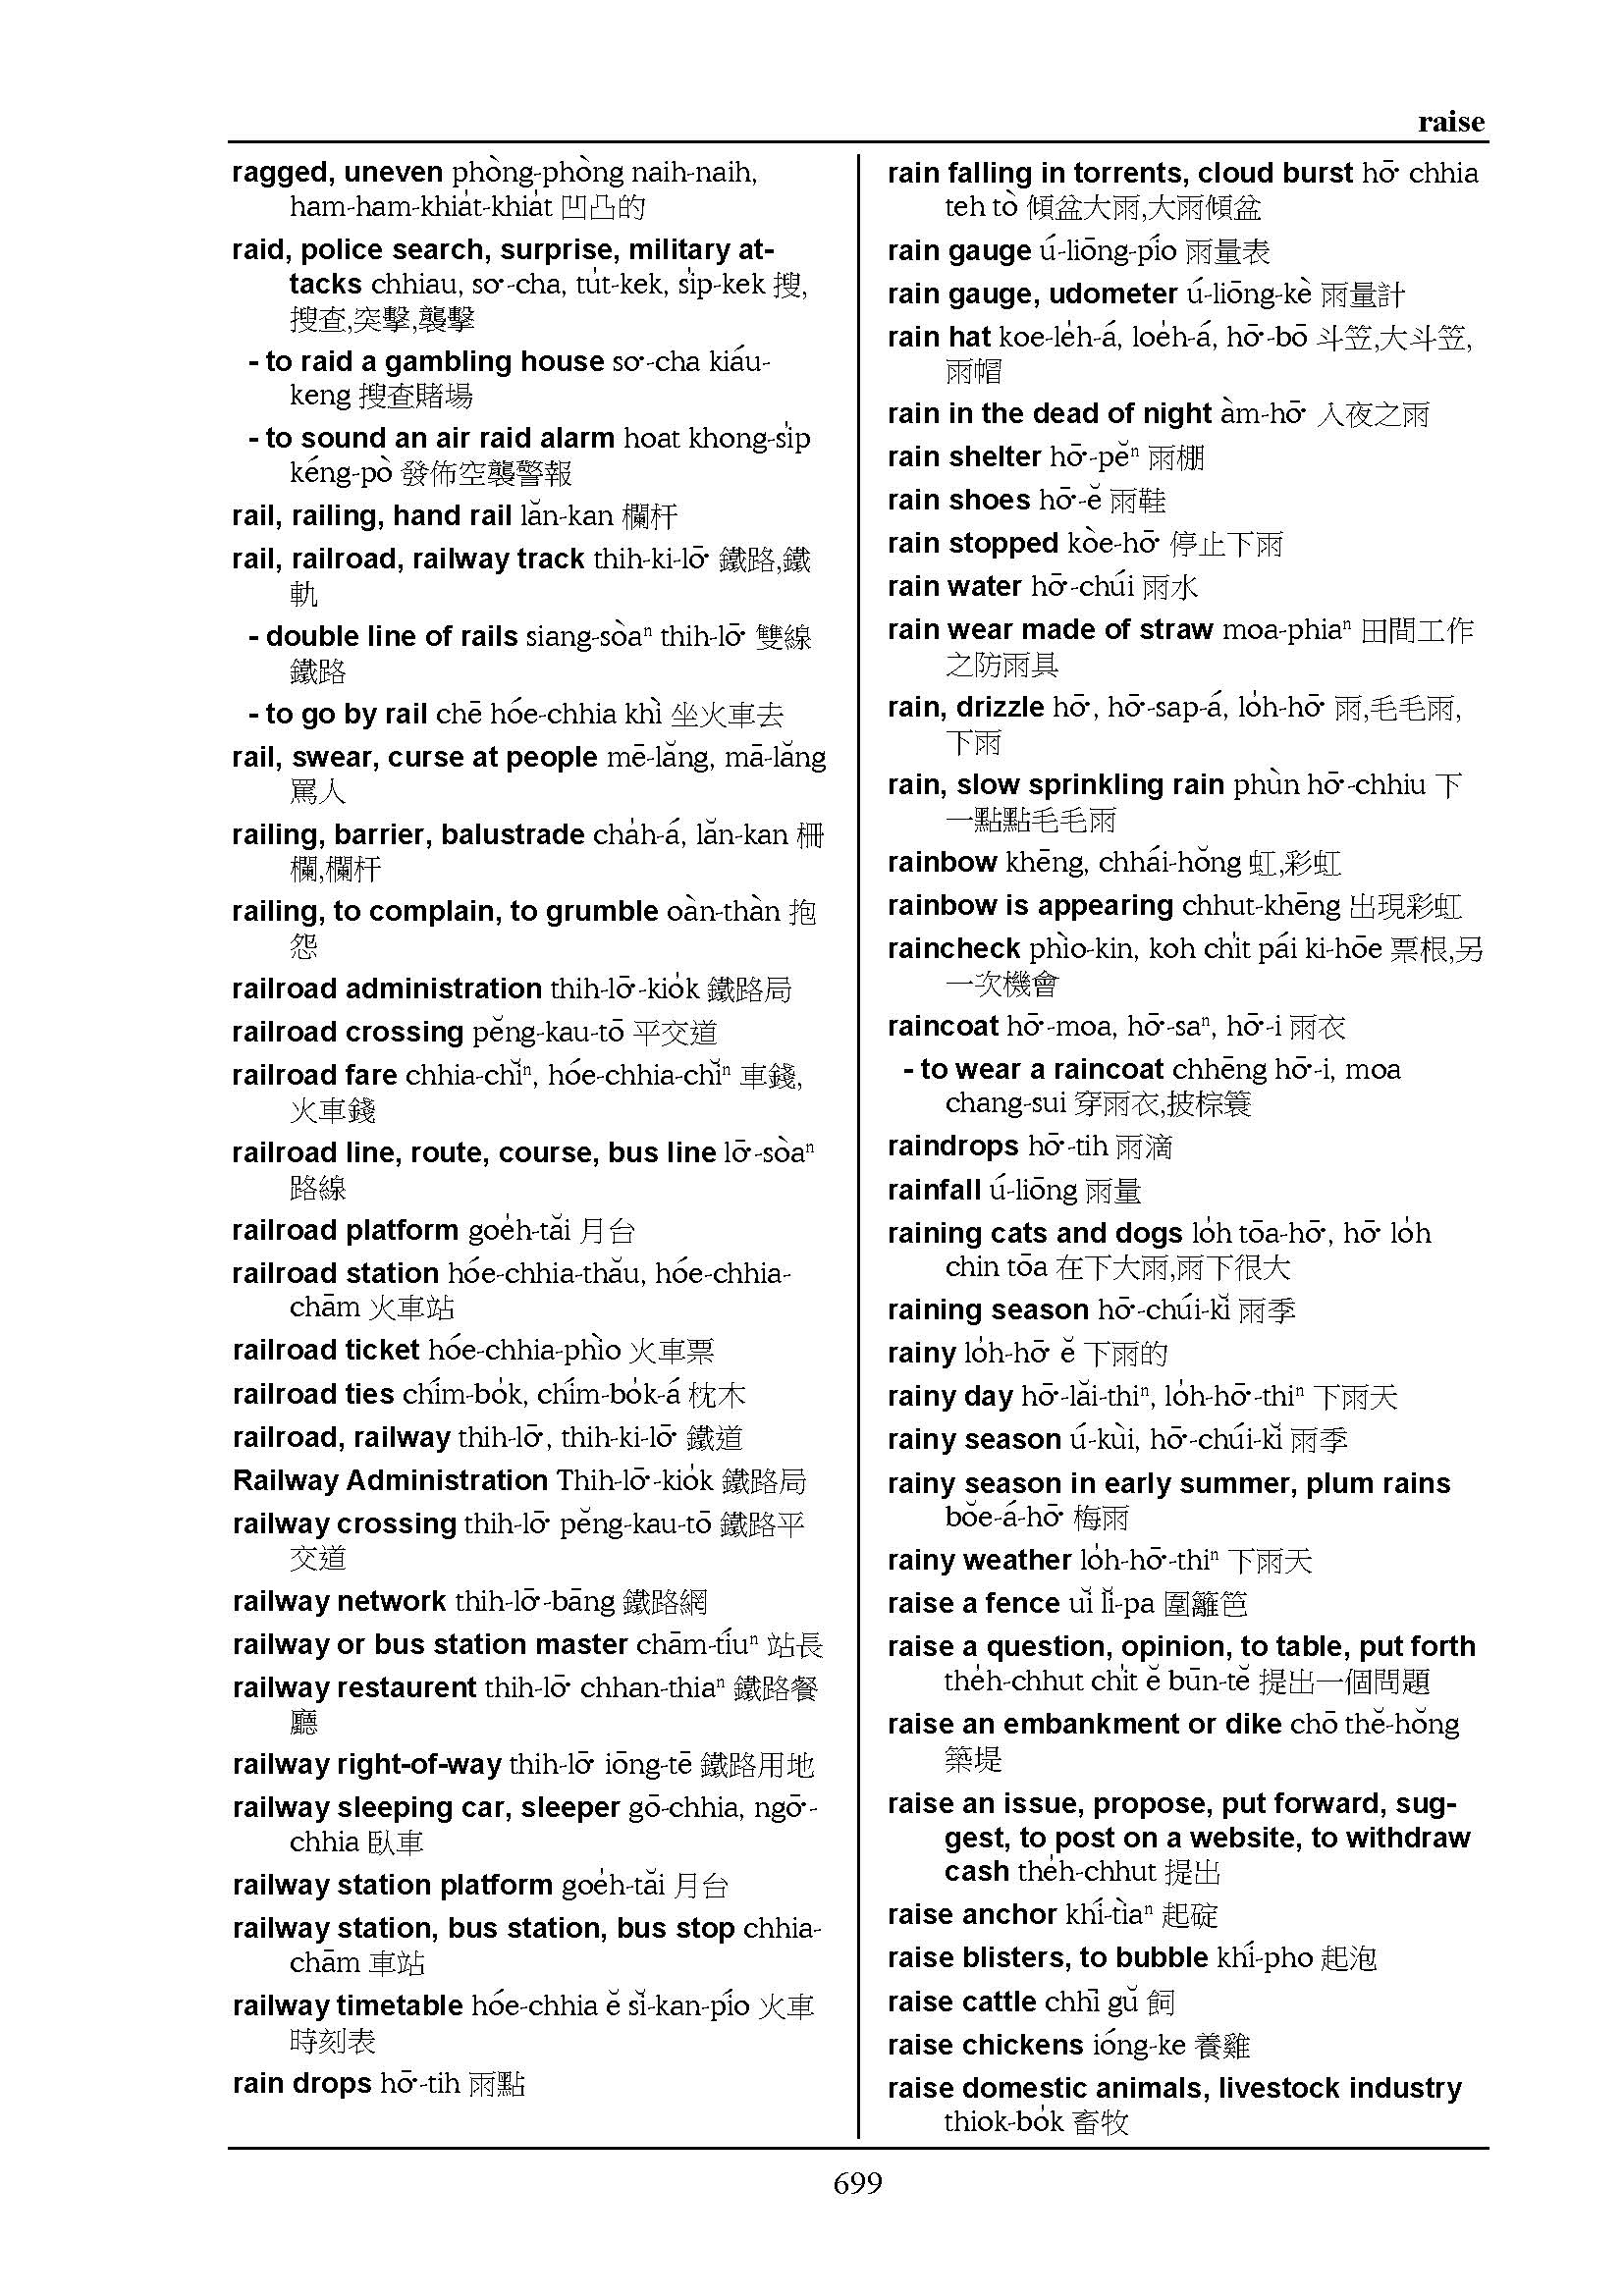 raise
ragged, uneven phòng-phòng naih-naih,
ham-ham-khia̍t-khia̍t 凹凸的
raid, police search, surprise, military at-
tacks chhiau, so͘-cha, tu̍t-kek, si̍p-kek 搜,
搜查,突擊,襲擊
- to raid a gambling house so͘-cha kiáu-
keng 搜查賭場
- to sound an air raid alarm hoat khong-si̍p
kéng-pò 發佈空襲警報
rail, railing, hand rail lăn-kan 欄杆
rail, railroad, railway track thih-ki-lō͘ 鐵路,鐵
軌
- double line of rails siang-sòaⁿ thih-lō͘ 雙線
鐵路
- to go by rail chē hóe-chhia khì 坐火車去
rail, swear, curse at people mē-lăng, mā-lăng
罵人
railing, barrier, balustrade cha̍h-á, lăn-kan 柵
欄,欄杆
railing, to complain, to grumble oàn-thàn 抱
怨
railroad administration thih-lō͘-kio̍k 鐵路局
railroad crossing pĕng-kau-tō 平交道
railroad fare chhia-chĭⁿ, hóe-chhia-chĭⁿ 車錢,
火車錢
railroad line, route, course, bus line lō͘-sòaⁿ
路線
railroad platform goe̍h-tăi 月台
railroad station hóe-chhia-thău, hóe-chhia-
chām 火車站
railroad ticket hóe-chhia-phìo 火車票
railroad ties chím-bo̍k, chím-bo̍k-á 枕木
railroad, railway thih-lō͘, thih-ki-lō͘ 鐵道
Railway Administration Thih-lō͘-kio̍k 鐵路局
railway crossing thih-lō͘ pĕng-kau-tō 鐵路平
交道
railway network thih-lō͘-bāng 鐵路網
railway or bus station master chām-tíuⁿ 站長
railway restaurent thih-lō͘ chhan-thiaⁿ 鐵路餐
廳
railway right-of-way thih-lō͘ iōng-tē 鐵路用地
railway sleeping car, sleeper gō-chhia, ngō͘-
chhia 臥車
railway station platform goe̍h-tăi 月台
railway station, bus station, bus stop chhia-
chām 車站
railway timetable hóe-chhia ĕ sĭ-kan-pío 火車
時刻表
rain drops hō͘-tih 雨點
rain falling in torrents, cloud burst hō͘ chhia
teh tò 傾盆大雨,大雨傾盆
rain gauge ú-liōng-pío 雨量表
rain gauge, udometer ú-liōng-kè 雨量計
rain hat koe-le̍h-á, loe̍h-á, hō͘-bō 斗笠,大斗笠,
雨帽
rain in the dead of night àm-hō͘ 入夜之雨
rain shelter hō͘-pĕⁿ 雨棚
rain shoes hō͘-ĕ 雨鞋
rain stopped kòe-hō͘ 停止下雨
rain water hō͘-chúi 雨水
rain wear made of straw moa-phiaⁿ 田間工作
之防雨具
rain, drizzle hō͘, hō͘-sap-á, lo̍h-hō͘ 雨,毛毛雨,
下雨
rain, slow sprinkling rain phùn hō͘-chhiu 下
一點點毛毛雨
rainbow khēng, chhái-hŏng 虹,彩虹
rainbow is appearing chhut-khēng 出現彩虹
raincheck phìo-kin, koh chi̍t pái ki-hōe 票根,另
一次機會
raincoat hō͘-moa, hō͘-saⁿ, hō͘-i 雨衣
- to wear a raincoat chhēng hō͘-i, moa
chang-sui 穿雨衣,披棕簑
raindrops hō͘-tih 雨滴
rainfall ú-liōng 雨量
raining cats and dogs lo̍h tōa-hō͘, hō͘ lo̍h
chin tōa 在下大雨,雨下很大
raining season hō͘-chúi-kĭ 雨季
rainy lo̍h-hō͘ ĕ 下雨的
rainy day hō͘-lăi-thiⁿ, lo̍h-hō͘-thiⁿ 下雨天
rainy season ú-kùi, hō͘-chúi-kĭ 雨季
rainy season in early summer, plum rains
bŏe-á-hō͘ 梅雨
rainy weather lo̍h-hō͘-thiⁿ 下雨天
raise a fence uĭ lĭ-pa 圍籬笆
raise a question, opinion, to table, put forth
the̍h-chhut chi̍t ĕ būn-tĕ 提出一個問題
raise an embankment or dike chō thĕ-hŏng
築堤
raise an issue, propose, put forward, sug-
gest, to post on a website, to withdraw
cash the̍h-chhut 提出
raise anchor khí-tìaⁿ 起碇
raise blisters, to bubble khí-pho 起泡
raise cattle chhī gŭ 飼
raise chickens ióng-ke 養雞
raise domestic animals, livestock industry
thiok-bo̍k 畜牧
699